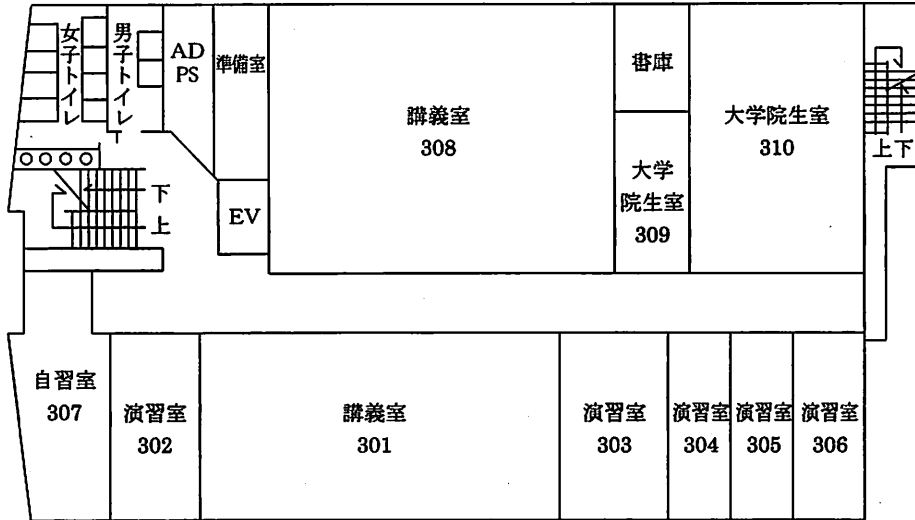 女子トイレ
男子トイレ
AD
PS
準備室
講義室
308
書庫
大学
院生室
309
大学院生室
310
上下
下
上
EV
自習室
307
演習室
302
講義室
301
演習室
303
演習室
304
演習室
305
演習室
306